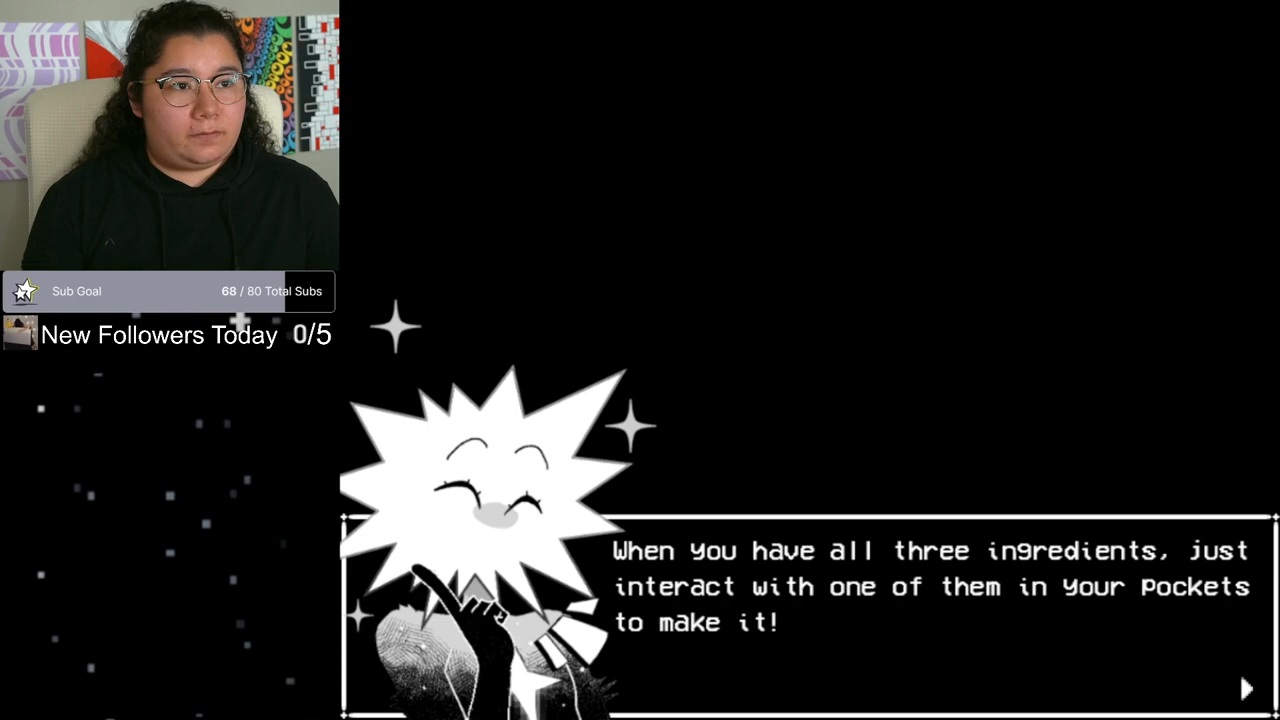 Sub Goal
68 / 80 Total Subs
New Followers Today 0/5
When you have all three ingredients, just
interact with one of them in your Pockets
to make it!